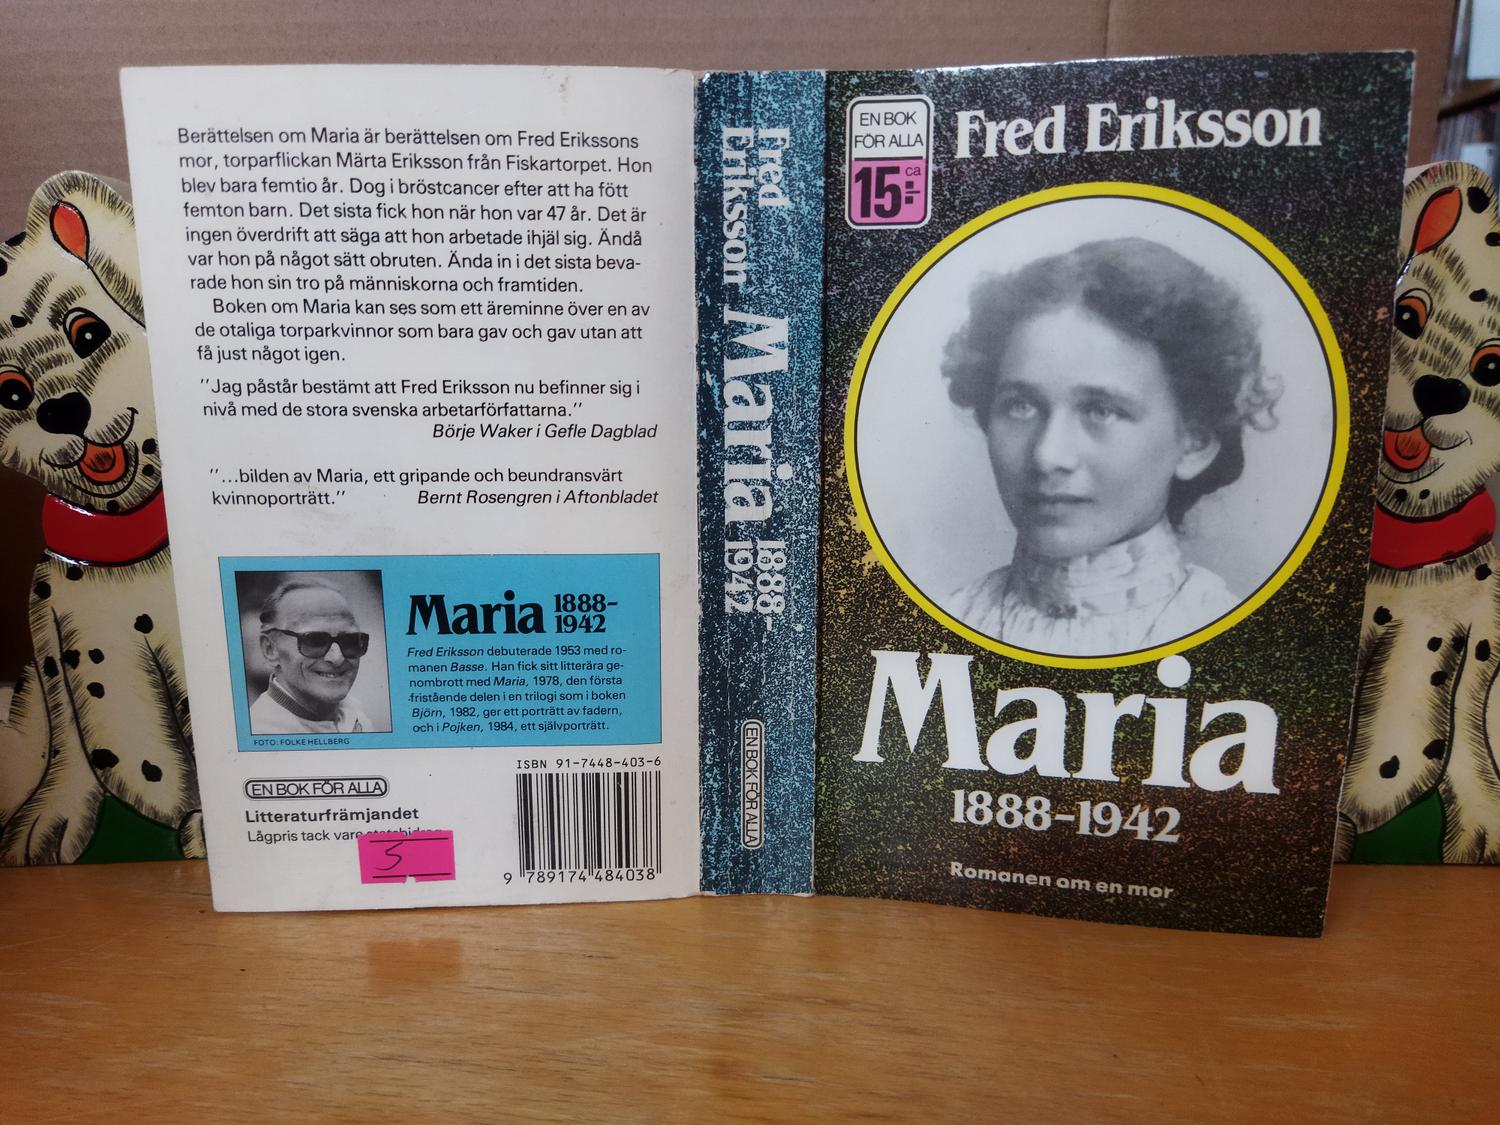 Berättelsen om Maria är berättelsen om Fred Erikssons
mor, torparflickan Märta Eriksson från Fiskartorpet. Hon
blev bara femtio år. Dog i bröstcancer efter att ha fött
femton barn. Det sista fick hon när hon var 47 år. Det är
ingen överdrift att säga att hon arbetade ihjäl sig. Ändå
var hon på något sätt obruten. Ända in i det sista beva-
rade hon sin tro på människorna och framtiden.
Boken om Maria kan ses som ett äreminne över en av
de otaliga torparkvinnor som bara gav och gav utan att
få just något igen.
"Jag påstår bestämt att Fred Eriksson nu befinner sig i
nivå med de stora svenska arbetarförfattarna."
Börje Waker i Gefle Dagblad
"...bilden av Maria, ett gripande och beundransvärt
kvinnoporträtt." Bernt Rosengren i Aftonbladet
Maria 1888–
1942
Fred Eriksson debuterade 1953 med ro-
manen Basse. Han fick sitt litterära ge-
nombrott med Maria, 1978, den första
fristående delen i en trilogi som i boken
Björn, 1982, ger ett porträtt av fadern,
och i Pojken, 1984, ett självporträtt.
FOTO: FOLKE HELLBERG
EN BOK FÖR ALLA
Litteraturfrämjandet
Lågpris tack vare statsbidrag
5
ISBN 91-7448-403-6
9 789174 484038
Fred
Eriksson
Maria
1888–
1942
EN BOK FÖR ALLA
EN BOK
FÖR ALLA
ca
15:-
Fred Eriksson
Maria
1888–1942
Romanen om en mor